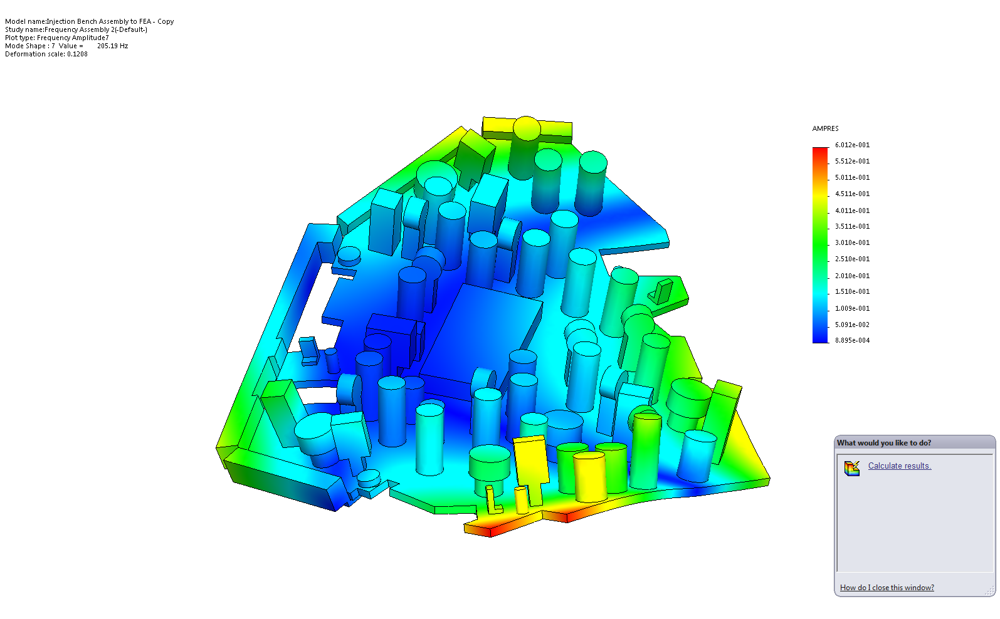 Model name:Injection Bench Assembly to FEA - Copy
Study name:Frequency Assembly 2(-Default-)
Plot type: Frequency Amplitude7
Mode Shape : 7 Value = 205.19 Hz
Deformation scale: 0.1208
AMPRES
6.012e-001
5.512e-001
5.011e-001
4.511e-001
4.011e-001
3.511e-001
3.010e-001
2.510e-001
2.010e-001
1.510e-001
1.009e-001
5.091e-002
8.895e-004
What would you like to do?
Calculate results.
How do I close this window?